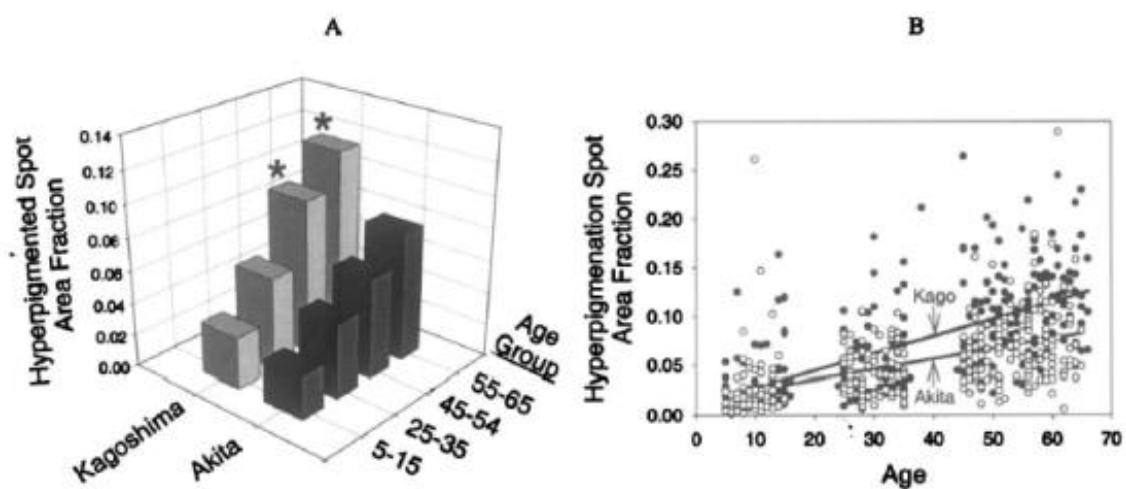 A
Hyperpigmented Spot
Area Fraction
0.14
0.12
0.10
0.08
0.06
0.04
0.02
0.00
*
*
Kagoshima
Akita
5-15
25-35
45-54
55-65
Age
Group
B
Hyperpigmenation Spot
Area Fraction
0.30
0.25
0.20
0.15
0.10
0.05
0.00
Kago
Akita
0 10 20 30 40 50 60 70
Age